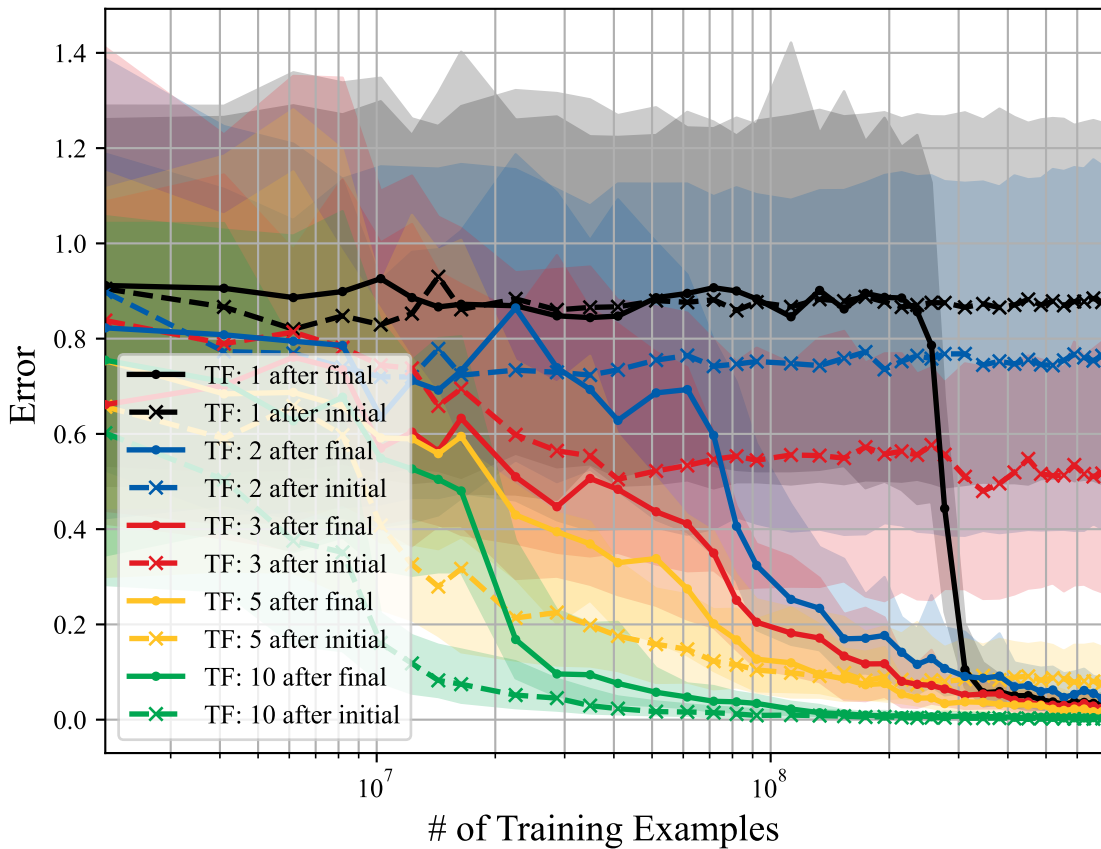 1.4
1.2
1.0
0.8
0.6
0.4
0.2
0.0
Error
TF: 1 after final
TF: 1 after initial
TF: 2 after final
TF: 2 after initial
TF: 3 after final
TF: 3 after initial
TF: 5 after final
TF: 5 after initial
TF: 10 after final
TF: 10 after initial
10⁷
10⁸
# of Training Examples